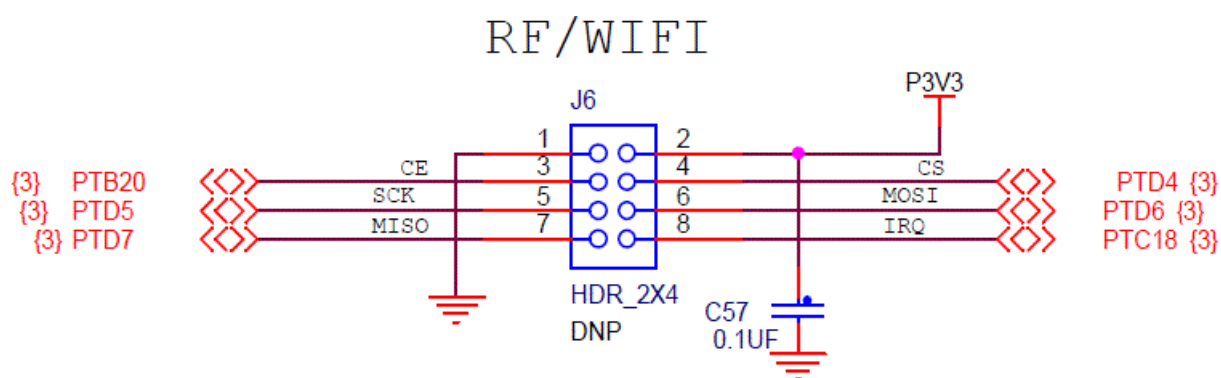 RF/WIFI
P3V3
J6
1 2
CE 3 4 CS
{3} PTB20 PTD4 {3}
SCK 5 6 MOSI
{3} PTD5 PTD6 {3}
MISO 7 8 IRQ
{3} PTD7 PTC18 {3}
HDR_2X4
C57
DNP
0.1UF